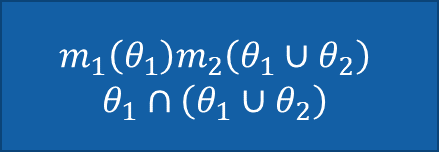 m₁(θ₁)m₂(θ₁ ∪ θ₂)
θ₁ ∩ (θ₁ ∪ θ₂)